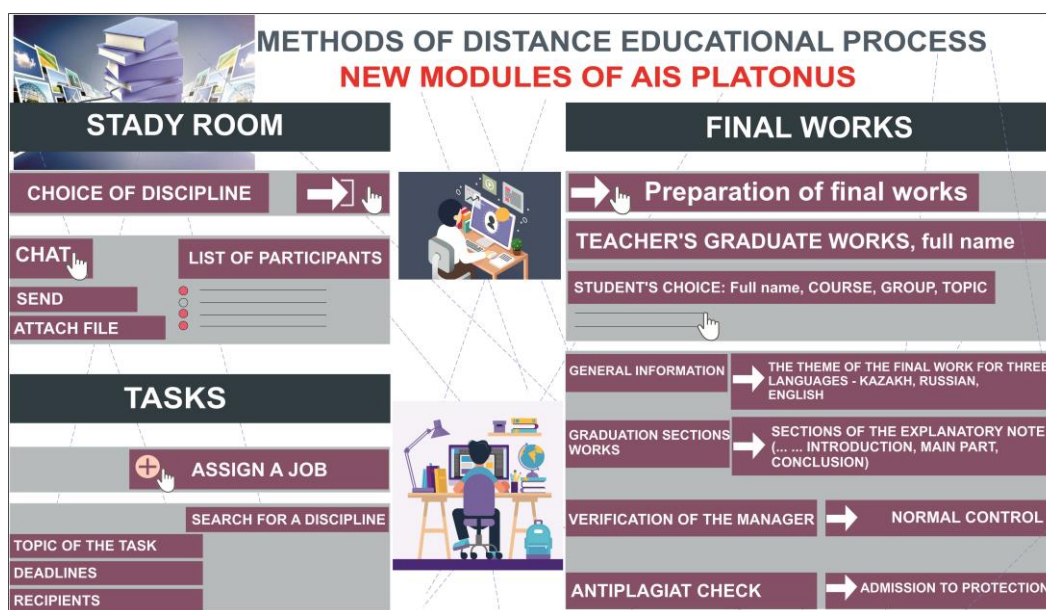 METHODS OF DISTANCE EDUCATIONAL PROCESS
NEW MODULES OF AIS PLATONUS
STADY ROOM
CHOICE OF DISCIPLINE
CHAT
LIST OF PARTICIPANTS
SEND
ATTACH FILE
TASKS
ASSIGN A JOB
SEARCH FOR A DISCIPLINE
TOPIC OF THE TASK
DEADLINES
RECIPIENTS
FINAL WORKS
Preparation of final works
TEACHER'S GRADUATE WORKS, full name
STUDENT'S CHOICE: Full name, COURSE, GROUP, TOPIC
GENERAL INFORMATION
THE THEME OF THE FINAL WORK FOR THREE
LANGUAGES - KAZAKH, RUSSIAN,
ENGLISH
GRADUATION SECTIONS
WORKS
SECTIONS OF THE EXPLANATORY NOTE
(... ... INTRODUCTION, MAIN PART,
CONCLUSION)
VERIFICATION OF THE MANAGER
NORMAL CONTROL
ANTIPLAGIAT CHECK
ADMISSION TO PROTECTION